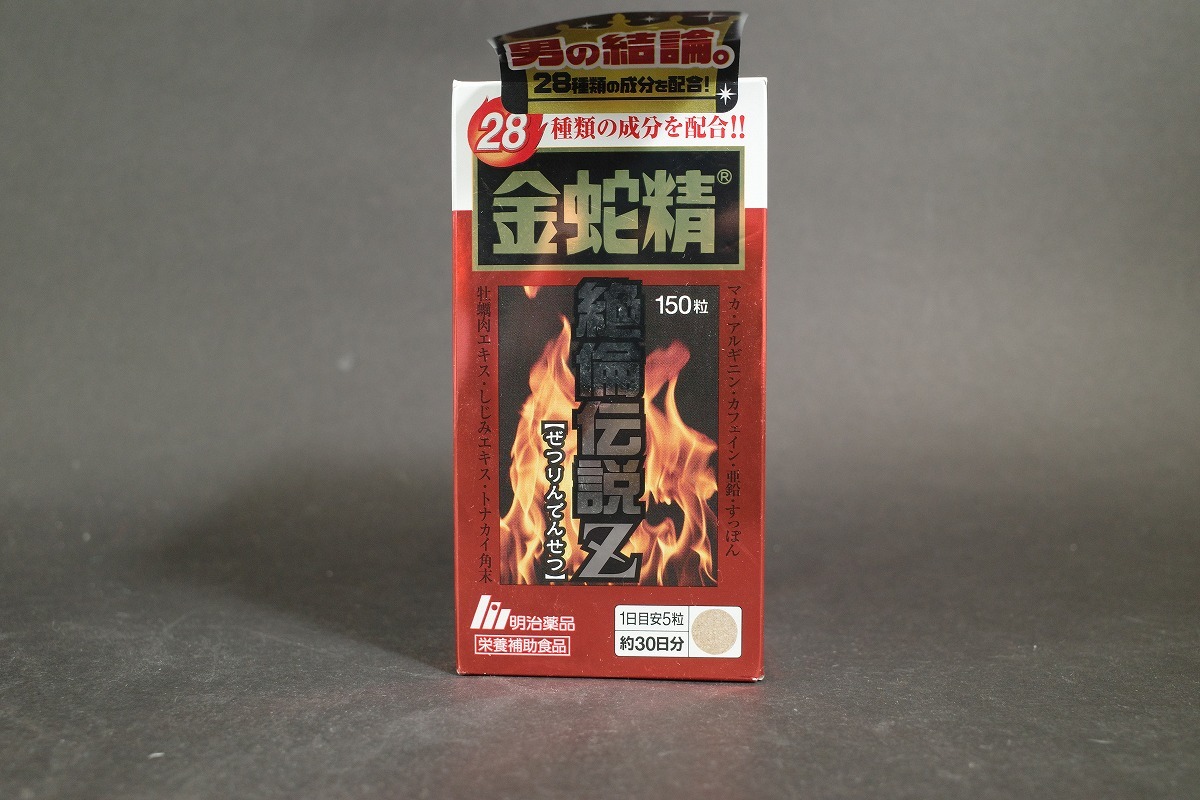 男の結論。
28種類の成分を配合!
28種類の成分を配合!!
金蛇精®
150粒
マカ・アルギニン・カフェイン・亜鉛・すっぽん
絶倫伝説Z
【ぜつりんでんせつ】
牡蠣肉エキス・しじみエキス・トナカイ角末
明治薬品
栄養補助食品
1日目安5粒
約30日分